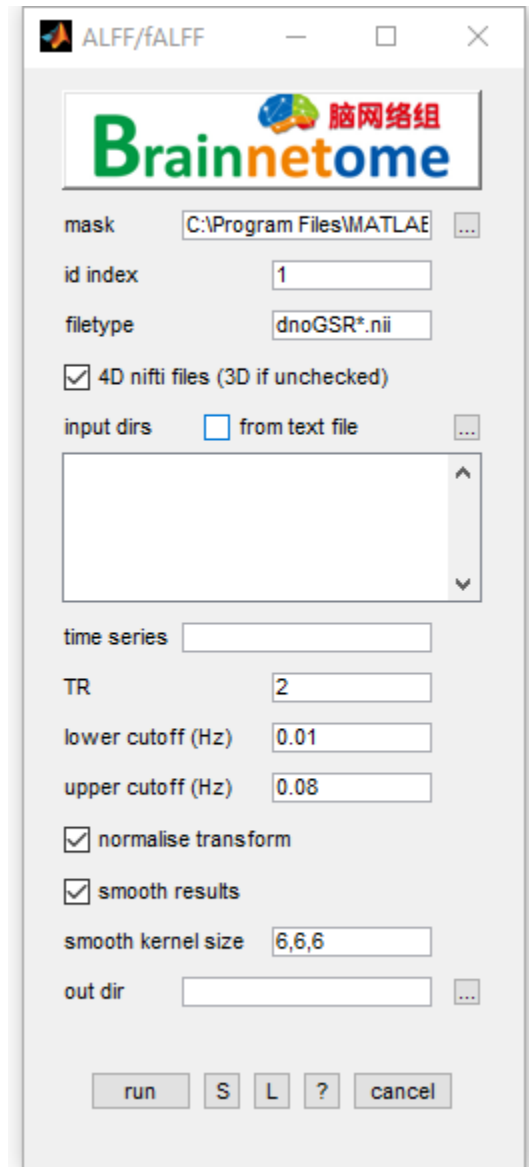 ALFF/fALFF
脑网络组
Brainnetome
mask C:\Program Files\MATLAB ...
id index 1
filetype dnoGSR*.nii
4D nifti files (3D if unchecked)
input dirs from text file ...
time series
TR 2
lower cutoff (Hz) 0.01
upper cutoff (Hz) 0.08
normalise transform
smooth results
smooth kernel size 6,6,6
out dir ...
run S L ? cancel